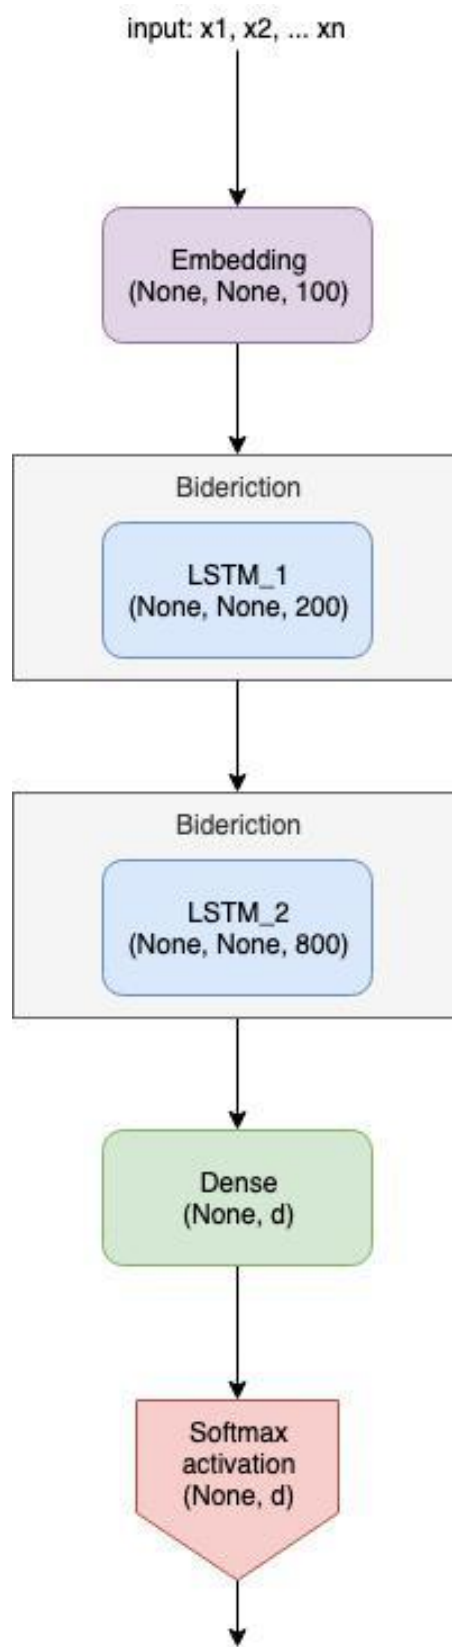 input: x1, x2, ... xn
Embedding
(None, None, 100)
Bideriction
LSTM_1
(None, None, 200)
Bideriction
LSTM_2
(None, None, 800)
Dense
(None, d)
Softmax
activation
(None, d)